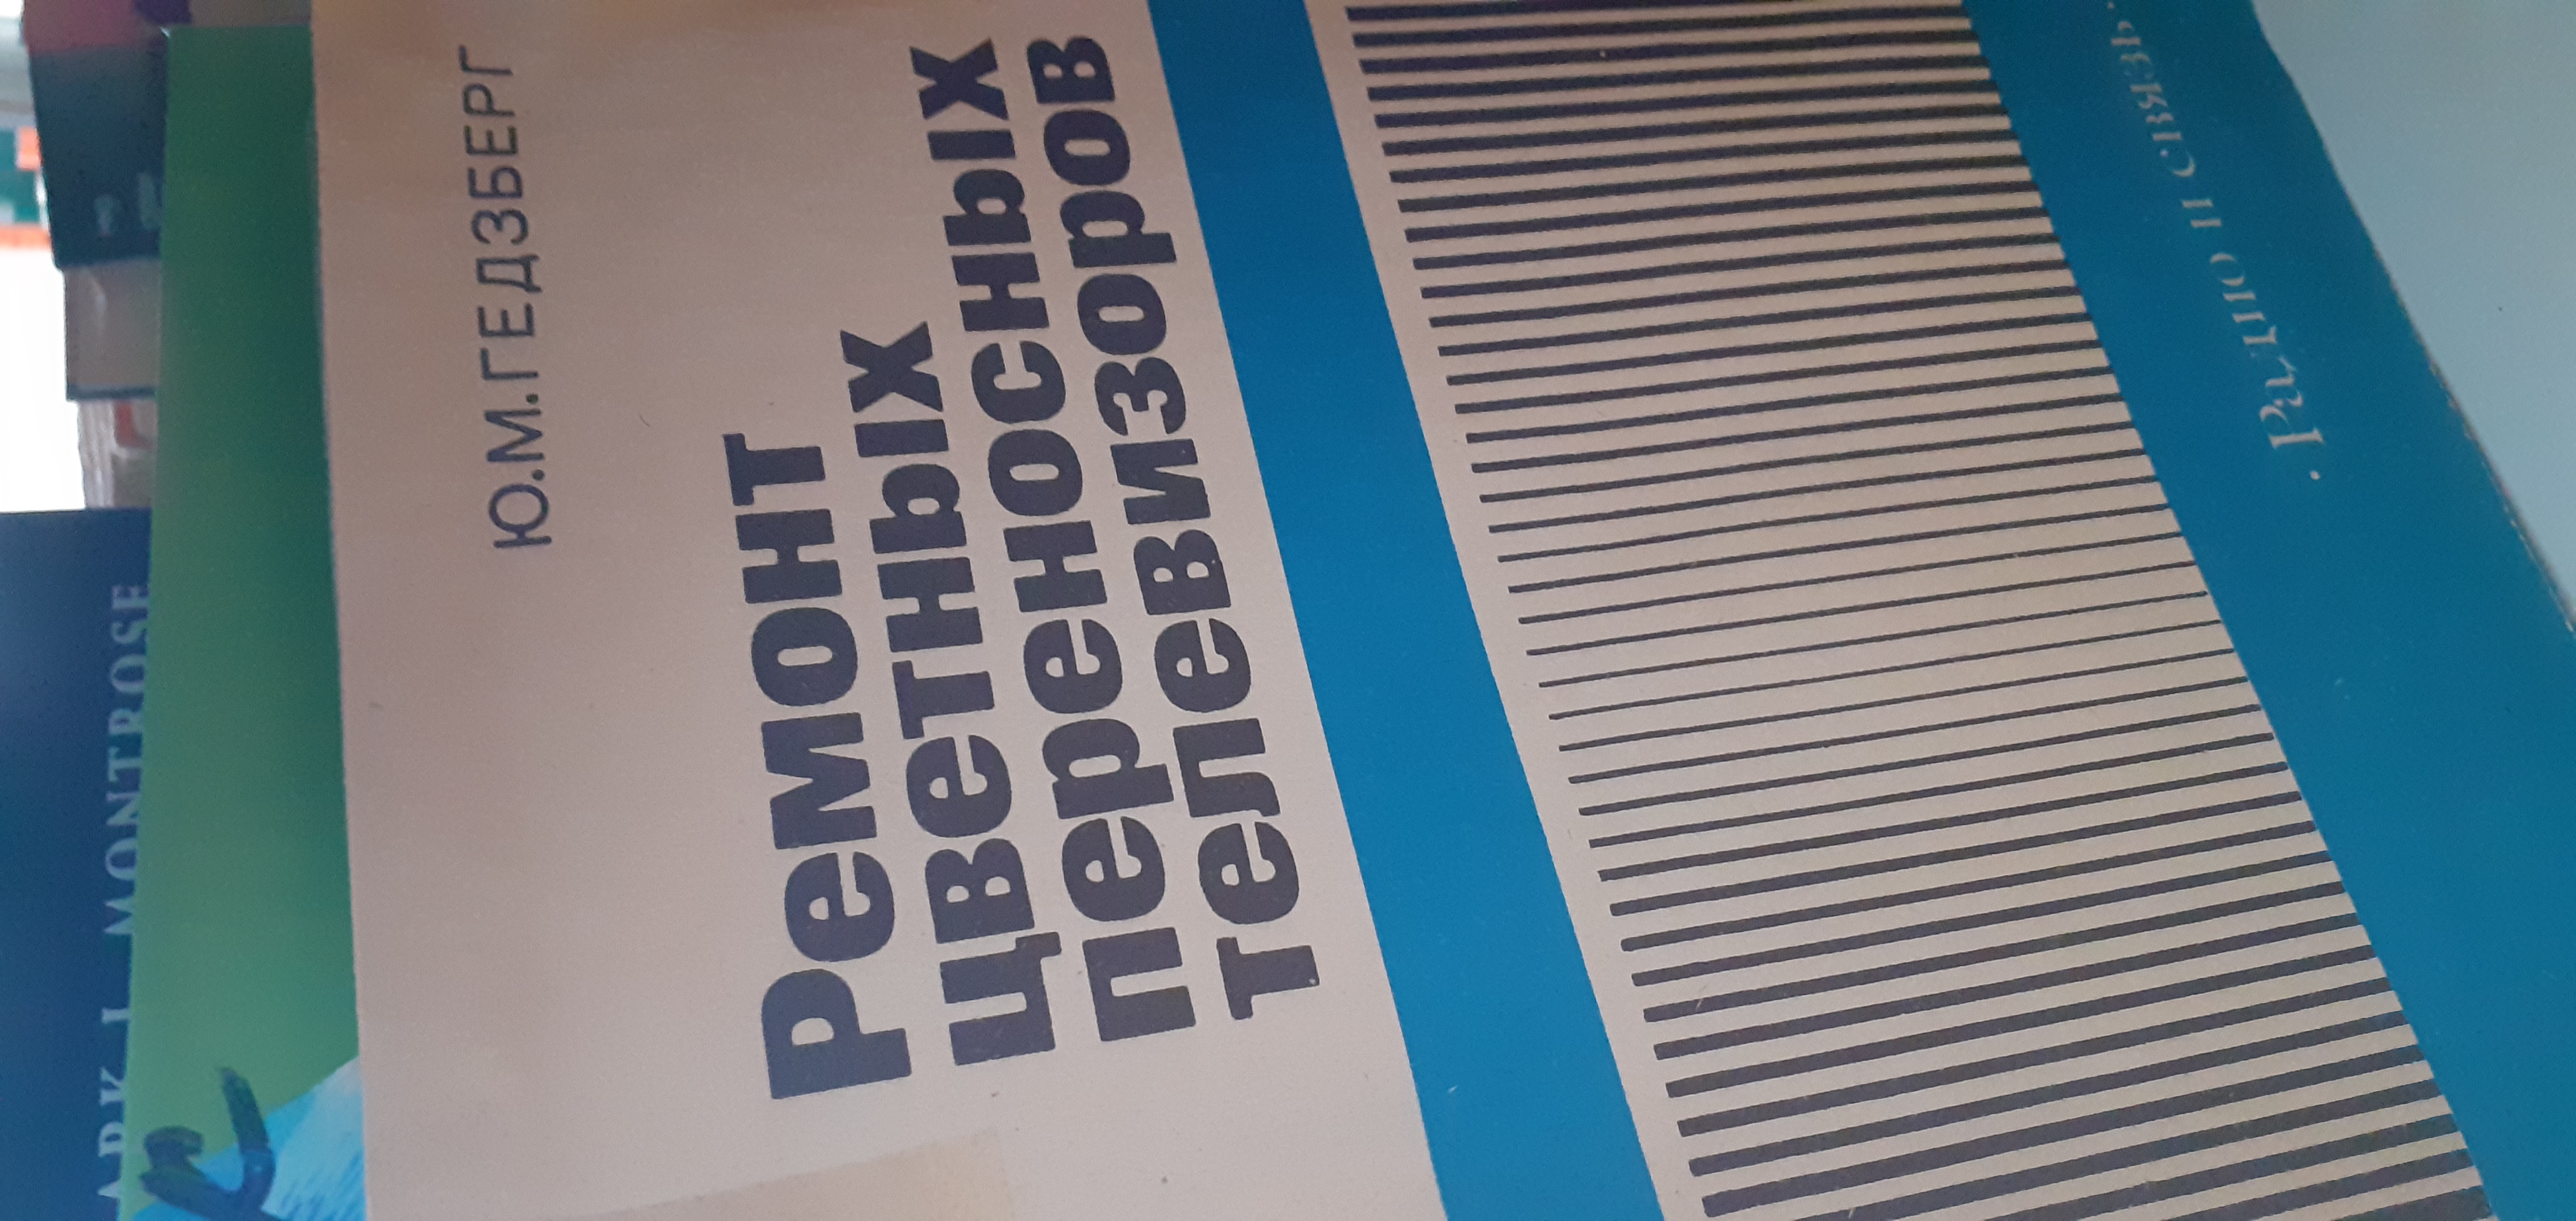 Ю.М.ГЕДЗБЕРГ
Ремонт
цветных
переносных
телевизоров
· Радио и связь ·
MONTROSE